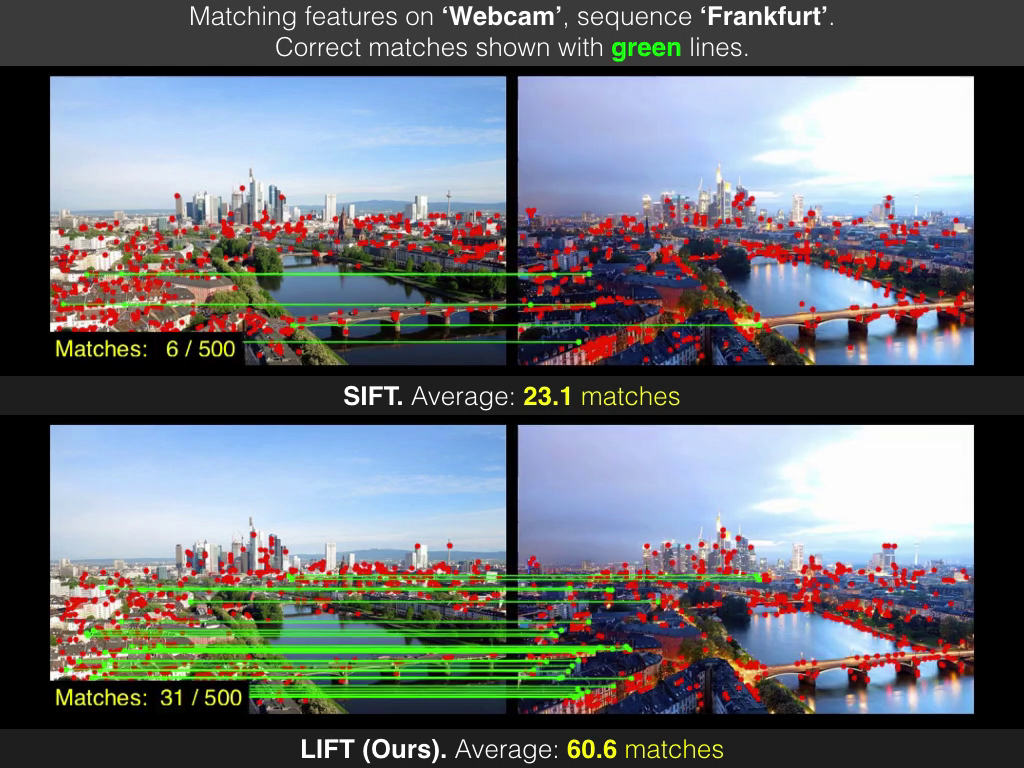 Matching features on ‘Webcam’, sequence ‘Frankfurt’.
Correct matches shown with green lines.
Matches: 6 / 500
SIFT. Average: 23.1 matches
Matches: 31 / 500
LIFT (Ours). Average: 60.6 matches